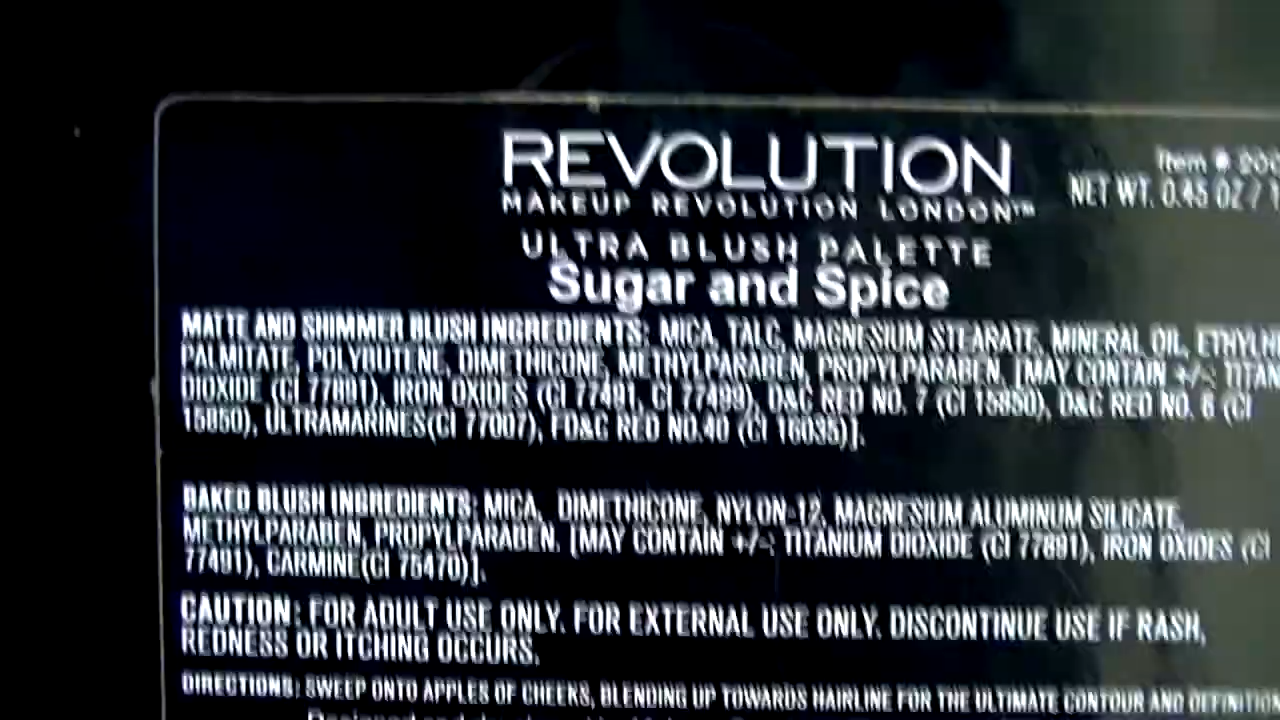 REVOLUTION
Item # 200
MAKEUP REVOLUTION LONDON™
NET WT. 0.45 OZ / 1
ULTRA BLUSH PALETTE
Sugar and Spice
MATTE AND SHIMMER BLUSH INGREDIENTS: MICA, TALC, MAGNESIUM STEARATE, MINERAL OIL, ETHYLHE
PALMITATE, POLYBUTENE, DIMETHICONE, METHYLPARABEN, PROPYLPARABEN. [MAY CONTAIN +/-: TITAN
DIOXIDE (CI 77891), IRON OXIDES (CI 77491, CI 77499), D&C RED NO. 7 (CI 15850), D&C RED NO. 6 (CI
15850), ULTRAMARINES(CI 77007), FD&C RED NO.40 (CI 16035)].
BAKED BLUSH INGREDIENTS: MICA, DIMETHICONE, NYLON-12, MAGNESIUM ALUMINUM SILICATE,
METHYLPARABEN, PROPYLPARABEN. [MAY CONTAIN +/-: TITANIUM DIOXIDE (CI 77891), IRON OXIDES (CI
77491), CARMINE(CI 75470)].
CAUTION: FOR ADULT USE ONLY. FOR EXTERNAL USE ONLY. DISCONTINUE USE IF RASH,
REDNESS OR ITCHING OCCURS.
DIRECTIONS: SWEEP ONTO APPLES OF CHEEKS, BLENDING UP TOWARDS HAIRLINE FOR THE ULTIMATE CONTOUR AND DEFINITION